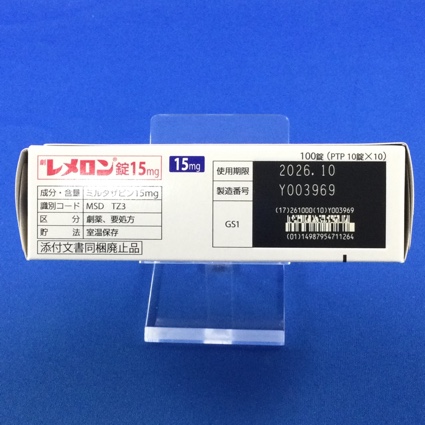 劇 レメロン®錠15mg
15mg
成分・含量 ミルタザピン15mg
識別コード MSD TZ3
区分 劇薬、要処方
貯法 室温保存
添付文書同梱廃止品
100錠（PTP 10錠×10）
使用期限 2026.10
製造番号 Y003969
GS1
(17)261000(10)Y003969
(01)14987954711264